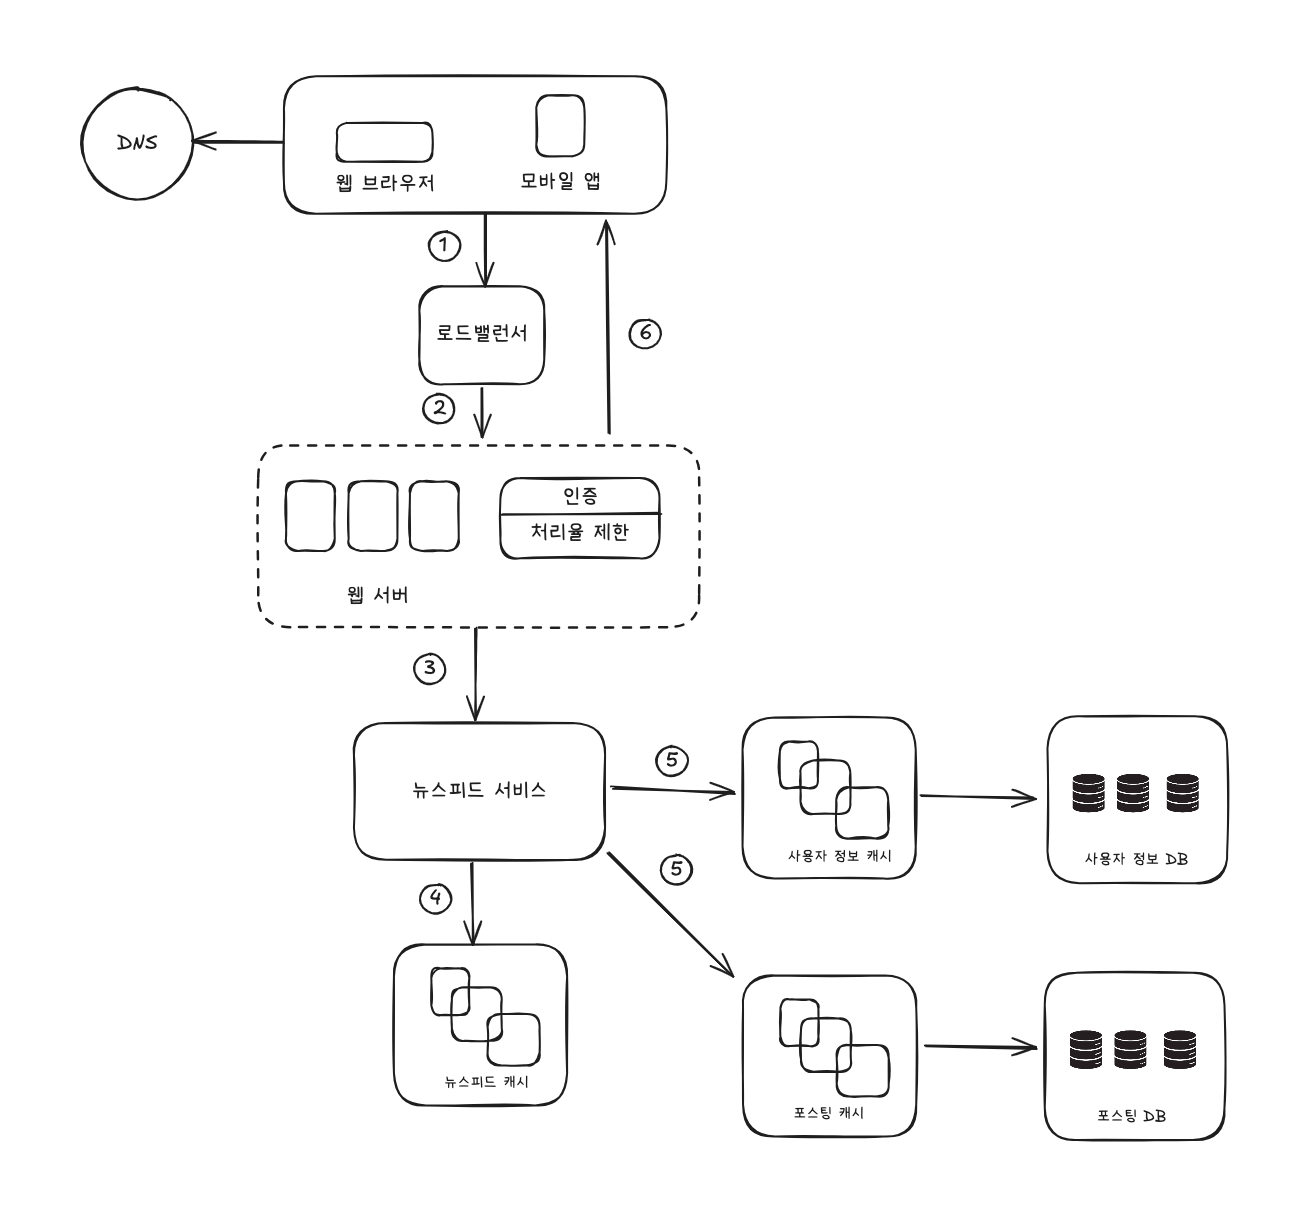 DNS
웹 브라우저
모바일 앱
1
로드밸런서
6
2
인증
처리율 제한
웹 서버
3
뉴스피드 서비스
5
사용자 정보 캐시
사용자 정보 DB
5
4
뉴스피드 캐시
포스팅 캐시
포스팅 DB